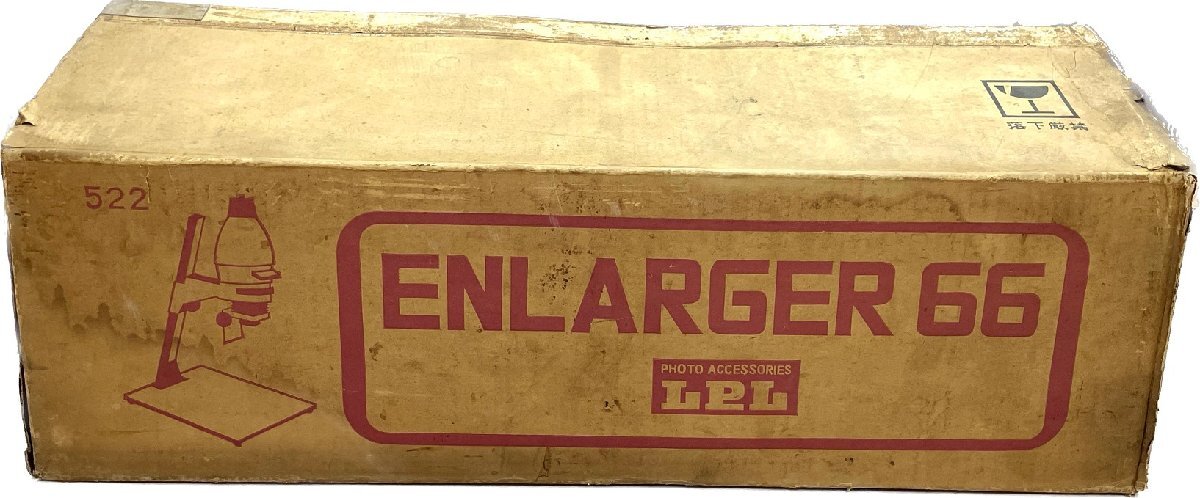 落下厳禁
522
ENLARGER 66
PHOTO ACCESSORIES
LPL